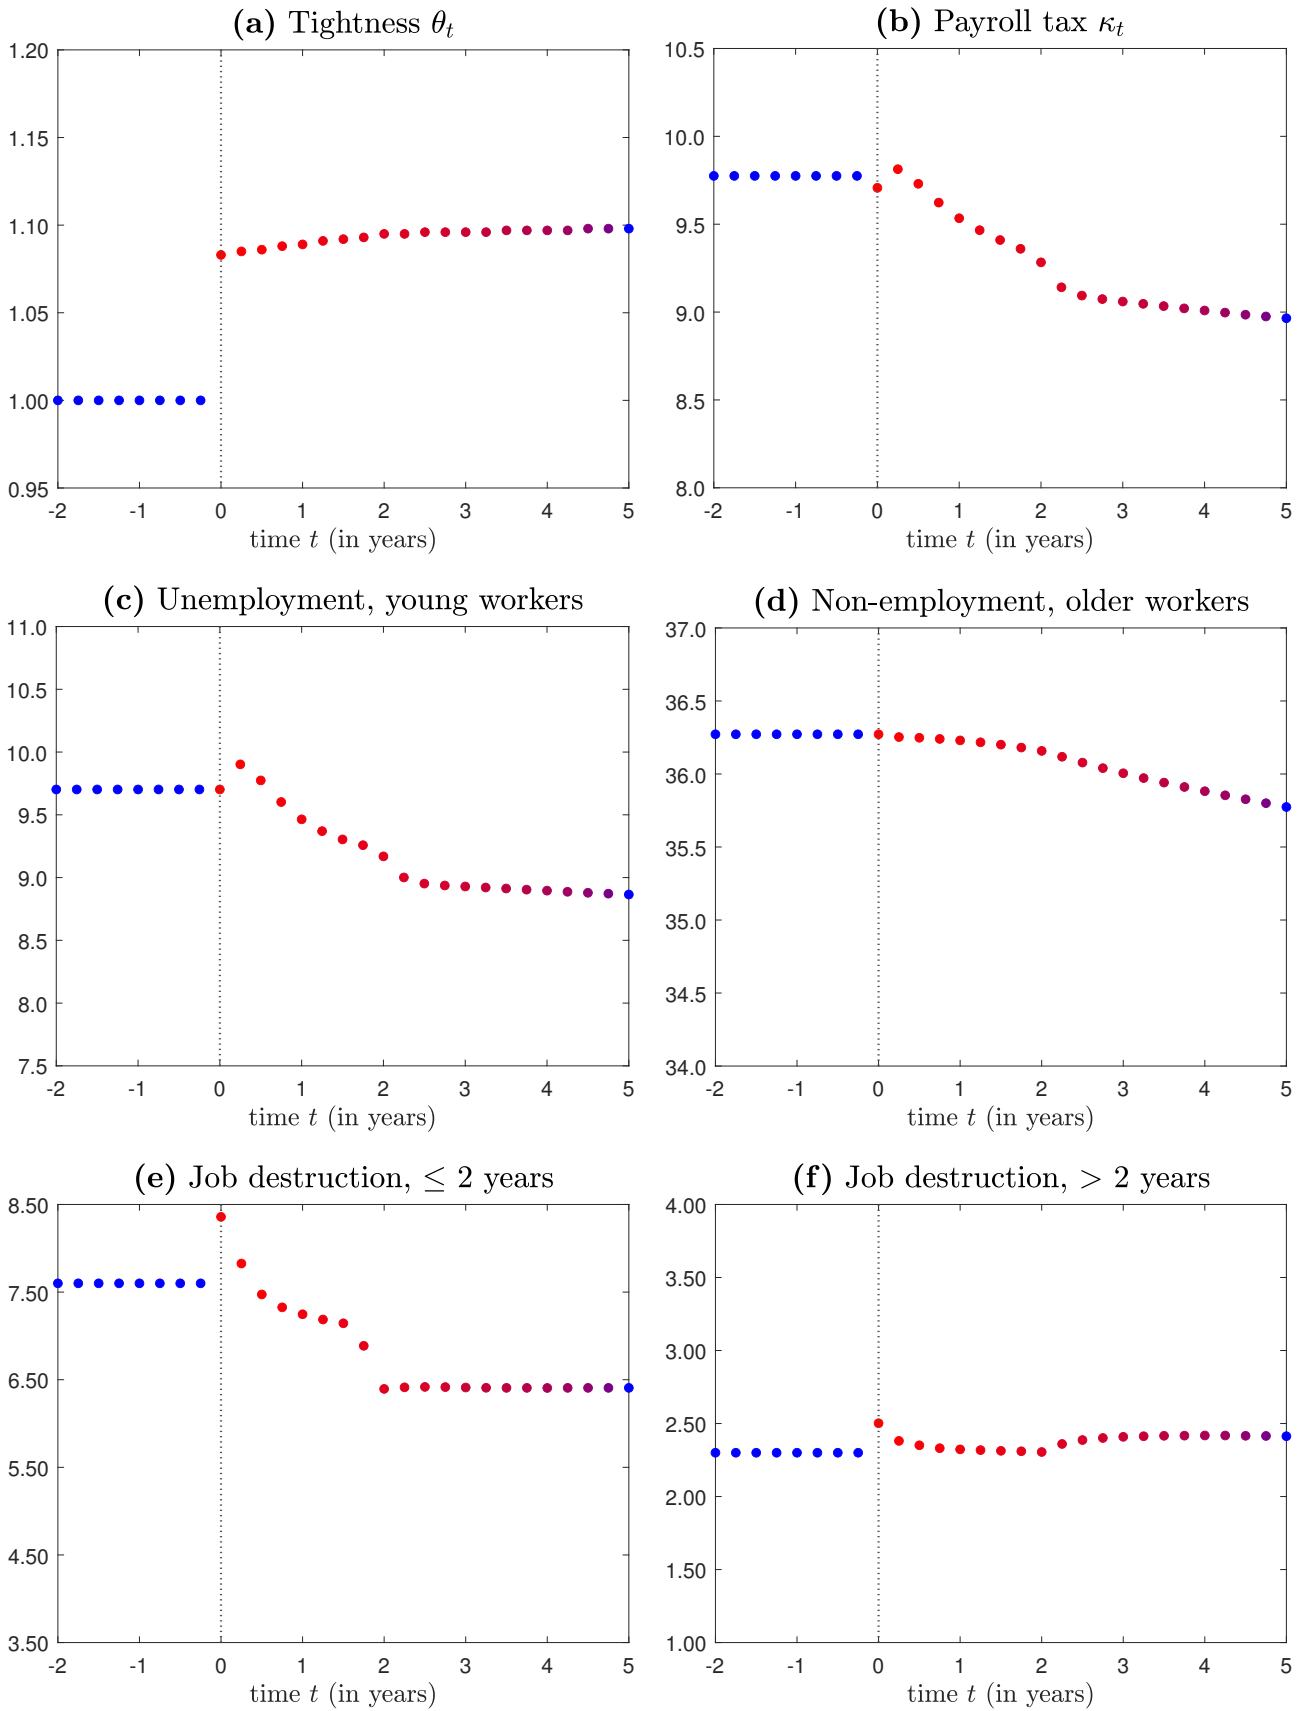 (a) Tightness θt
1.20
1.15
1.10
1.05
1.00
0.95
-2 -1 0 1 2 3 4 5
time t (in years)
(b) Payroll tax κt
10.5
10.0
9.5
9.0
8.5
8.0
-2 -1 0 1 2 3 4 5
time t (in years)
(c) Unemployment, young workers
11.0
10.5
10.0
9.5
9.0
8.5
8.0
7.5
-2 -1 0 1 2 3 4 5
time t (in years)
(d) Non-employment, older workers
37.0
36.5
36.0
35.5
35.0
34.5
34.0
-2 -1 0 1 2 3 4 5
time t (in years)
(e) Job destruction, ≤ 2 years
8.50
7.50
6.50
5.50
4.50
3.50
-2 -1 0 1 2 3 4 5
time t (in years)
(f) Job destruction, > 2 years
4.00
3.50
3.00
2.50
2.00
1.50
1.00
-2 -1 0 1 2 3 4 5
time t (in years)